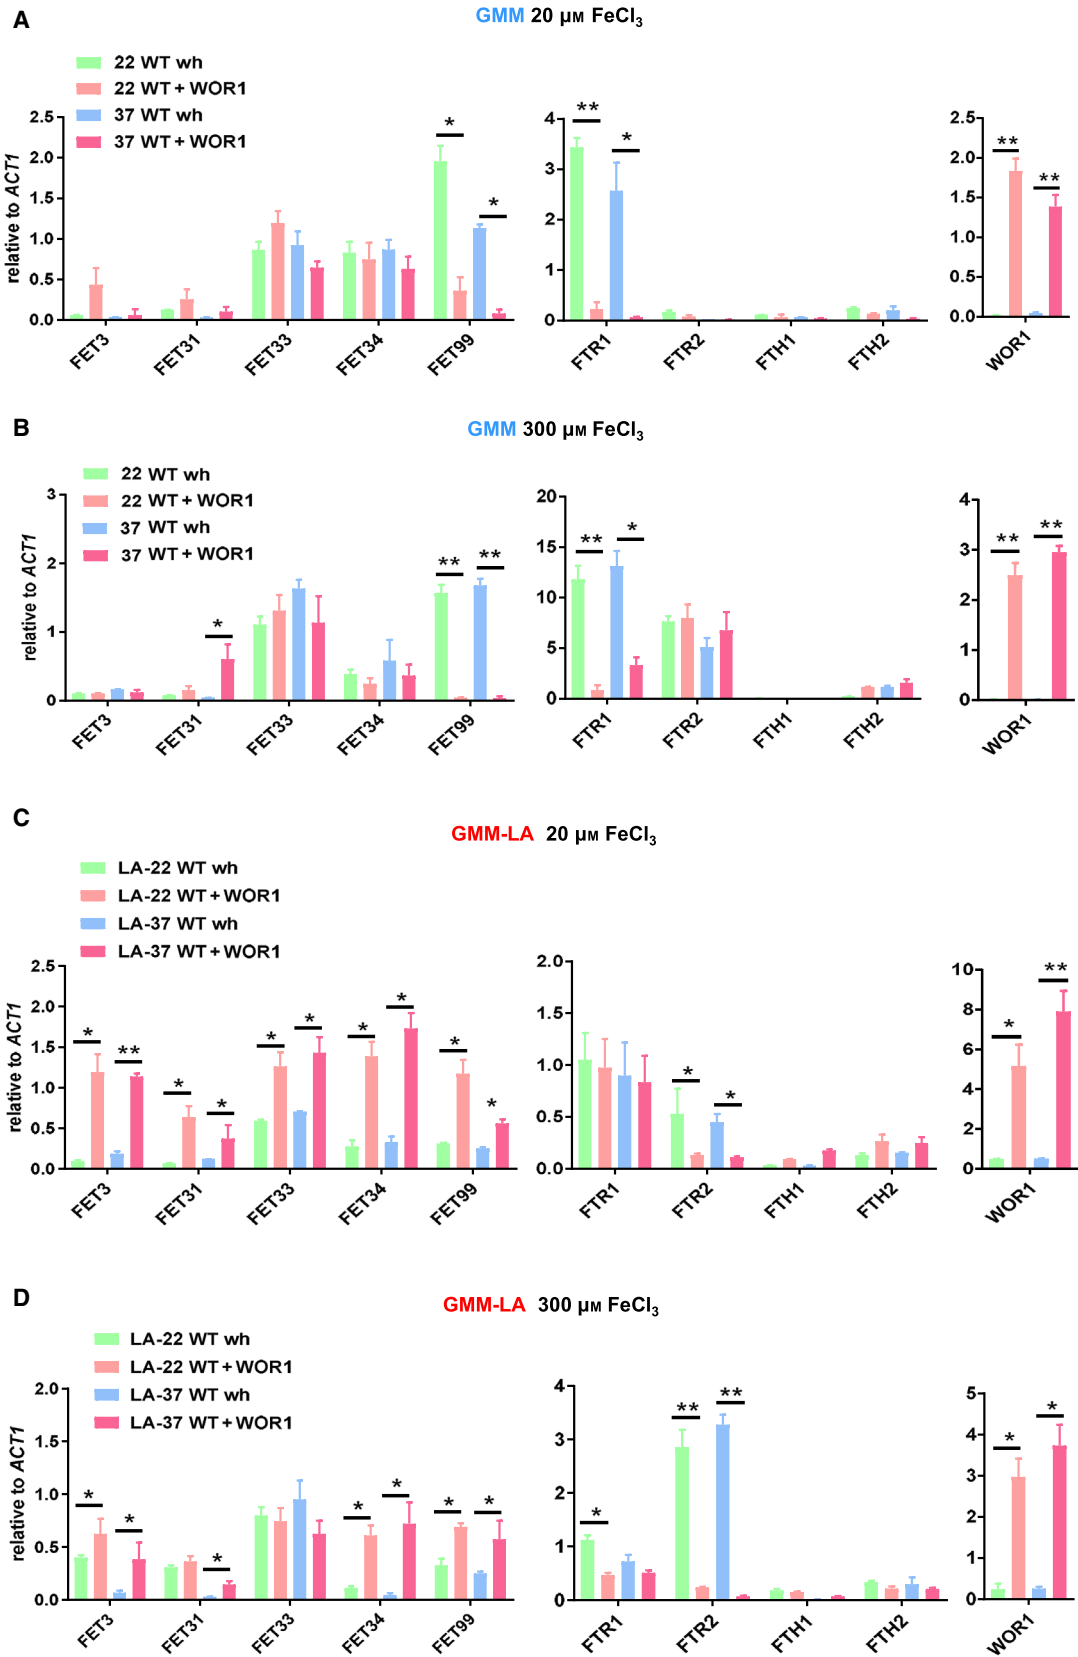 A
GMM 20 µM FeCl3
22 WT wh
22 WT + WOR1
37 WT wh
37 WT + WOR1
relative to ACT1
2.5
2.0
1.5
1.0
0.5
0.0
FET3
FET31
FET33
FET34
FET99
*
*
4
3
2
1
0
**
*
FTR1
FTR2
FTH1
FTH2
2.5
2.0
1.5
1.0
0.5
0.0
**
**
WOR1
B
GMM 300 µM FeCl3
22 WT wh
22 WT + WOR1
37 WT wh
37 WT + WOR1
relative to ACT1
3
2
1
0
*
**
**
FET3
FET31
FET33
FET34
FET99
20
15
10
5
0
**
*
FTR1
FTR2
FTH1
FTH2
4
3
2
1
0
**
**
WOR1
C
GMM-LA 20 µM FeCl3
LA-22 WT wh
LA-22 WT + WOR1
LA-37 WT wh
LA-37 WT + WOR1
relative to ACT1
2.5
2.0
1.5
1.0
0.5
0.0
*
**
*
*
*
*
*
*
*
*
FET3
FET31
FET33
FET34
FET99
2.0
1.5
1.0
0.5
0.0
*
*
FTR1
FTR2
FTH1
FTH2
10
8
6
4
2
0
*
**
WOR1
D
GMM-LA 300 µM FeCl3
LA-22 WT wh
LA-22 WT + WOR1
LA-37 WT wh
LA-37 WT + WOR1
relative to ACT1
2.0
1.5
1.0
0.5
0.0
*
*
*
*
*
*
*
FET3
FET31
FET33
FET34
FET99
4
3
2
1
0
*
**
**
FTR1
FTR2
FTH1
FTH2
5
4
3
2
1
0
*
*
WOR1